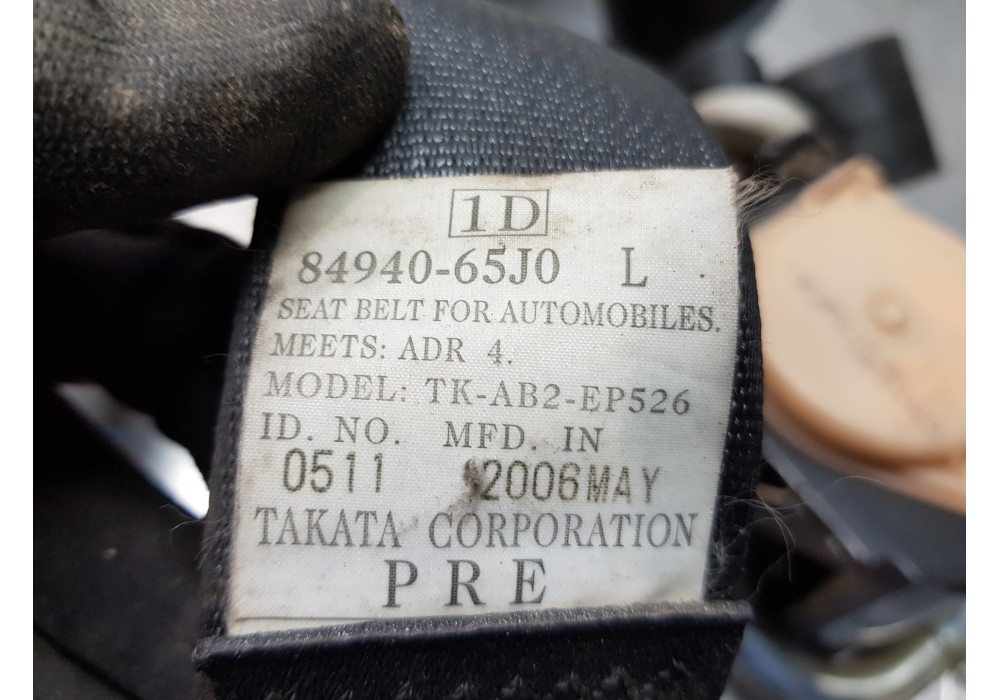 1D
84940-65J0 L
SEAT BELT FOR AUTOMOBILES.
MEETS: ADR 4.
MODEL: TK-AB2-EP526
ID. NO. MFD. IN
0511 2006MAY
TAKATA CORPORATION
PRE